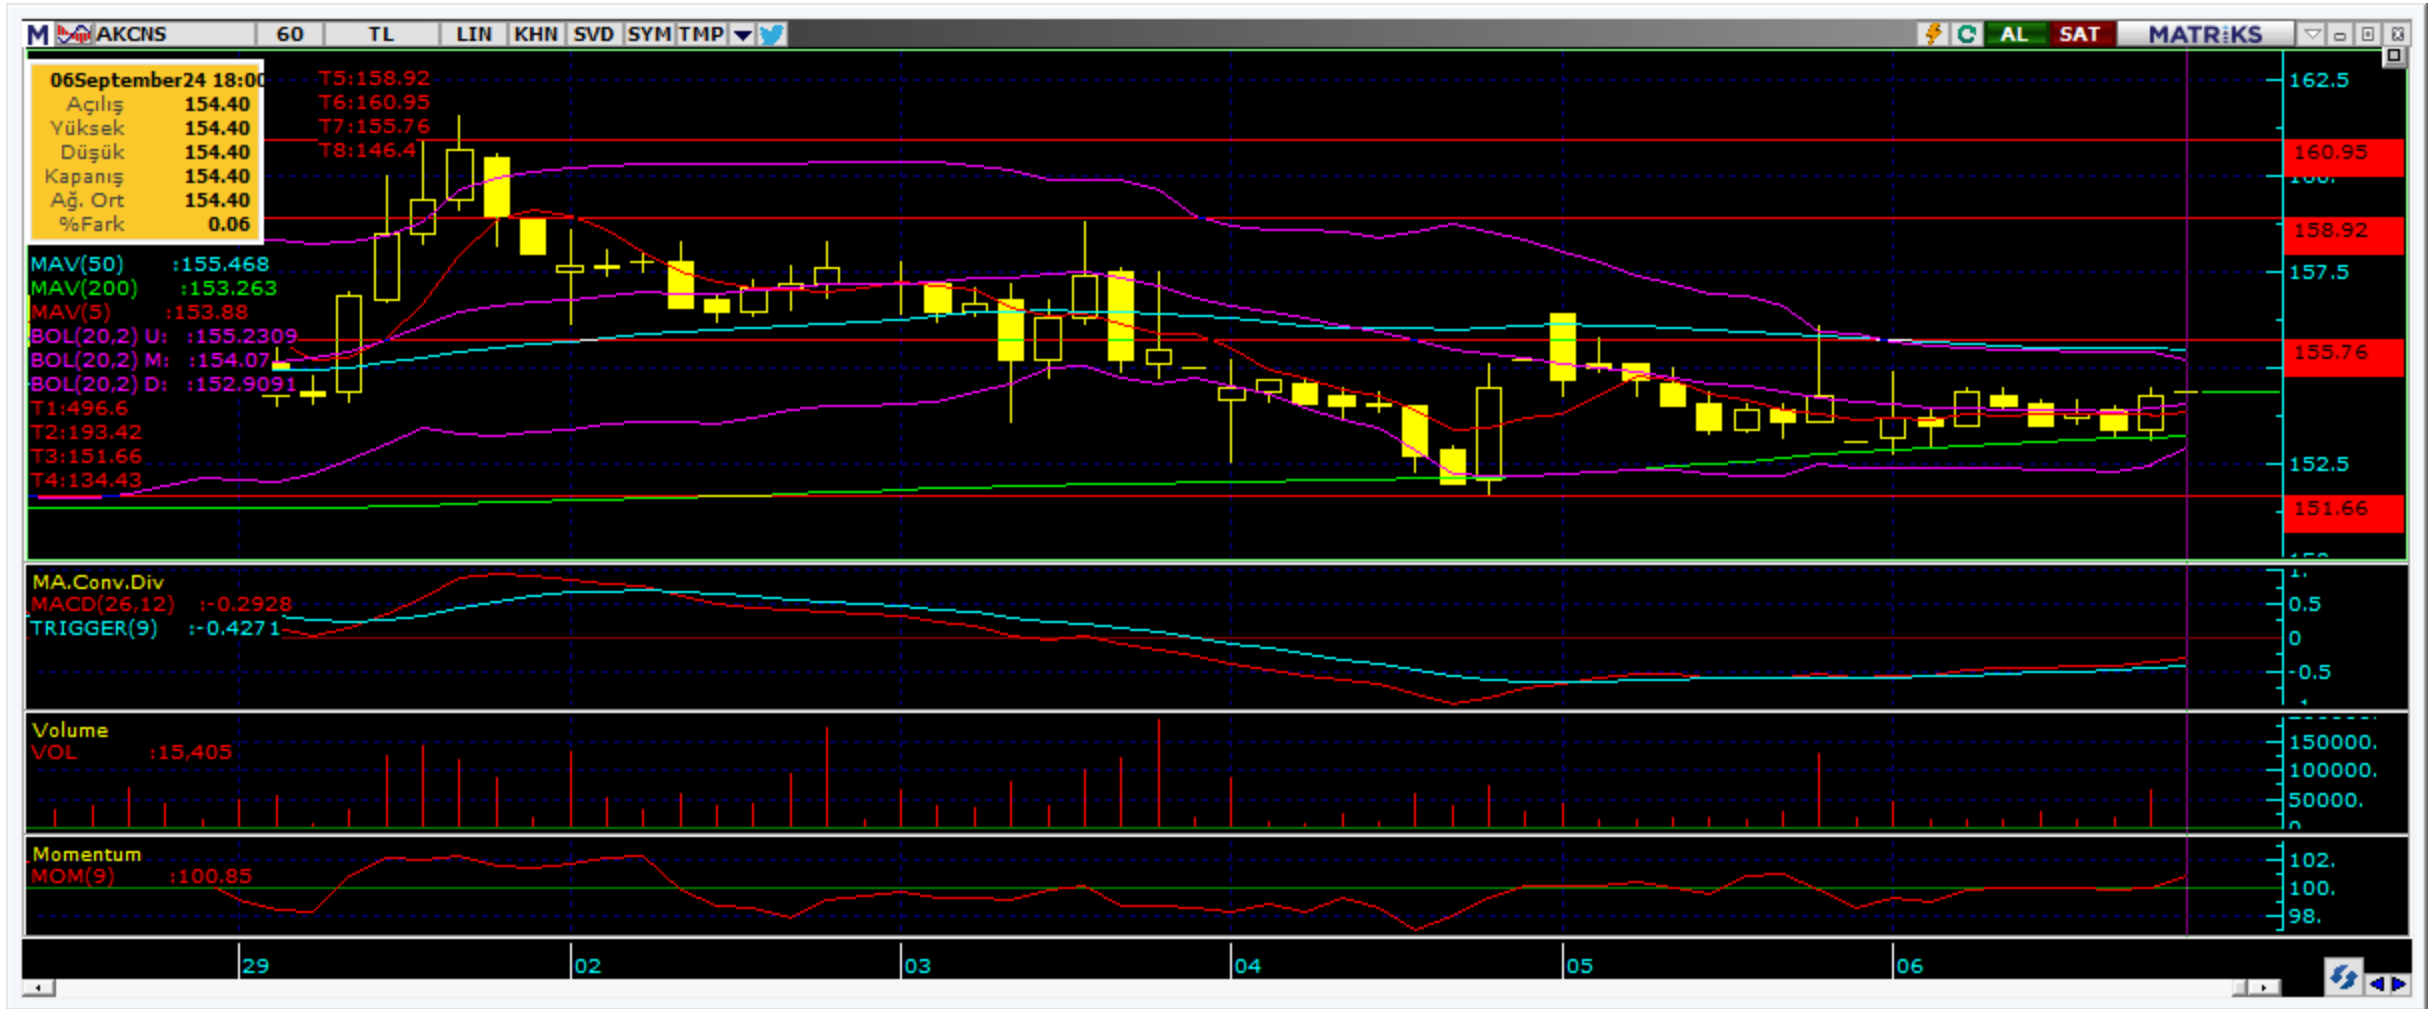 M AKCNS 60 TL LIN KHN SVD SYM TMP AL SAT MATRiKS
06September24 18:00
Açılış 154.40
Yüksek 154.40
Düşük 154.40
Kapanış 154.40
Ağ. Ort 154.40
%Fark 0.06
T5:158.92
T6:160.95
T7:155.76
T8:146.4
MAV(50) :155.468
MAV(200) :153.263
MAV(5) :153.88
BOL(20,2) U: :155.2309
BOL(20,2) M: :154.07
BOL(20,2) D: :152.9091
T1:496.6
T2:193.42
T3:151.66
T4:134.43
162.5
160.95
158.92
157.5
155.76
152.5
151.66
MA.Conv.Div
MACD(26,12) :-0.2928
TRIGGER(9) :-0.4271
1.
0.5
0
-0.5
Volume
VOL :15,405
150000.
100000.
50000.
0
Momentum
MOM(9) :100.85
102.
100.
98.
29 02 03 04 05 06